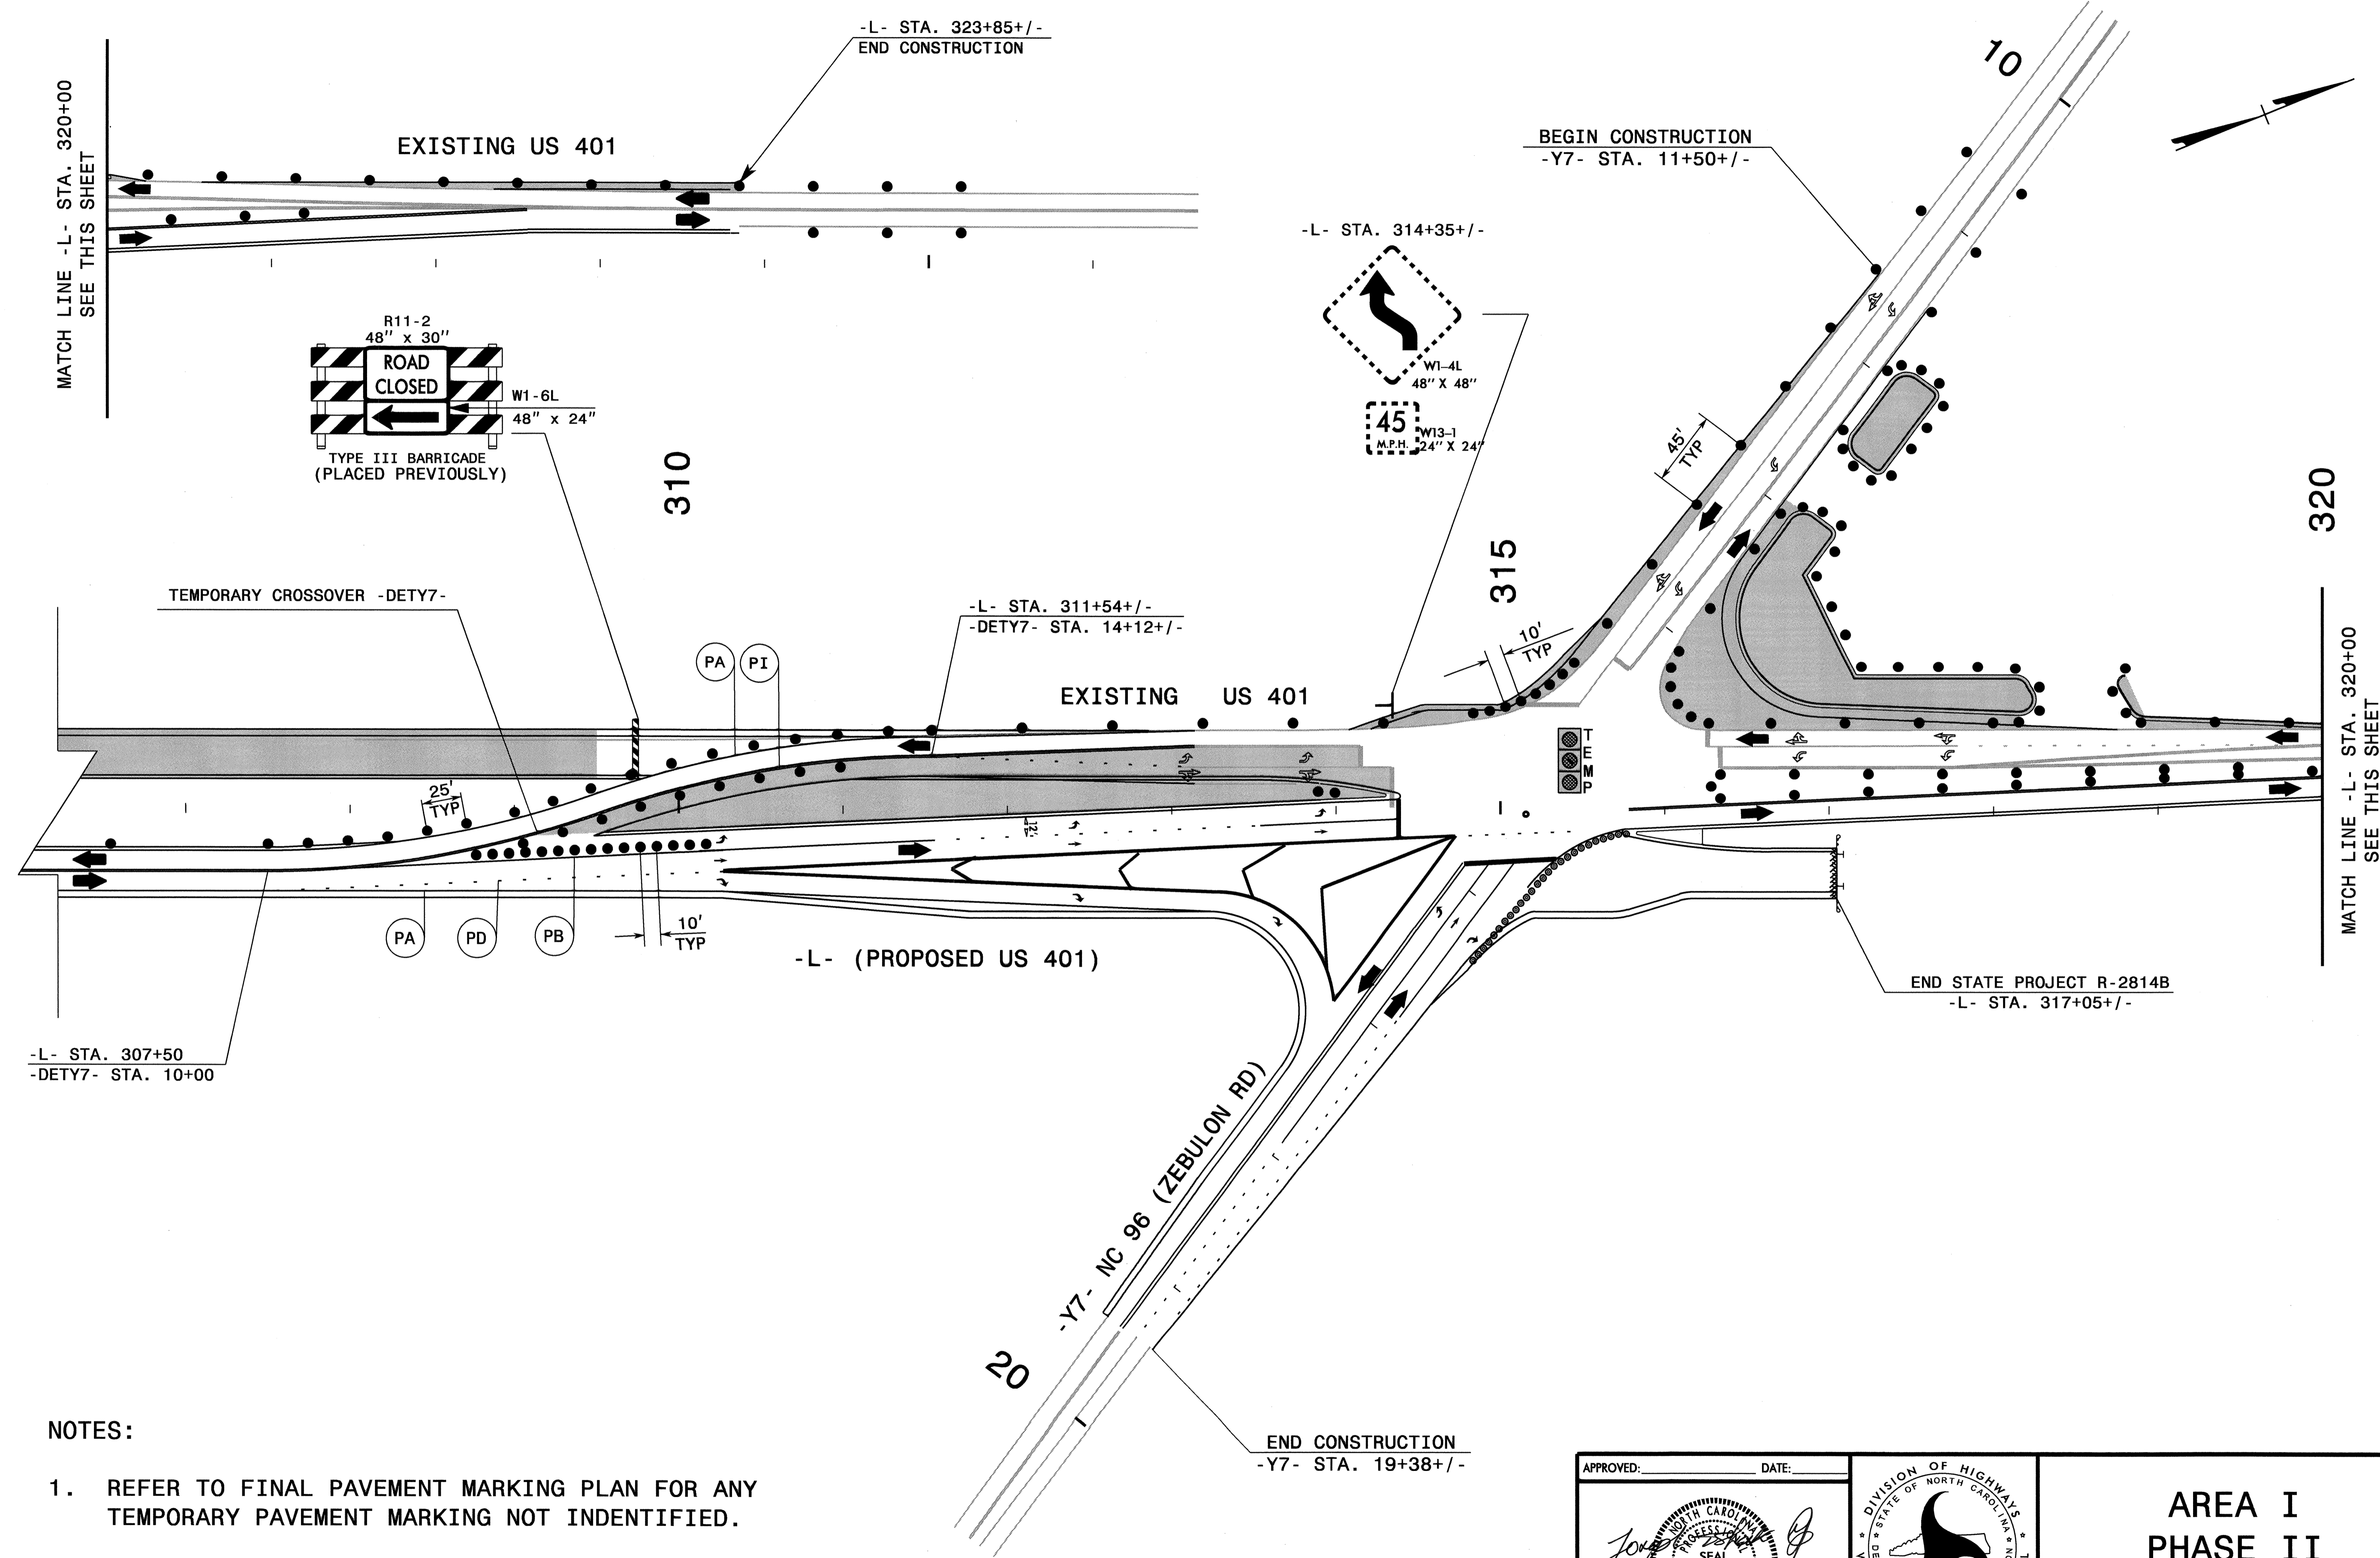 -L- STA. 323+85+/-
END CONSTRUCTION
EXISTING US 401
MATCH LINE -L- STA. 320+00
SEE THIS SHEET
10
BEGIN CONSTRUCTION
-Y7- STA. 11+50+/-
-L- STA. 314+35+/-
W1-4L
48" X 48"
45
M.P.H.
W13-1
24" X 24"
R11-2
48" x 30"
ROAD
CLOSED
W1-6L
48" x 24"
TYPE III BARRICADE
(PLACED PREVIOUSLY)
310
45'
TYP
315
320
TEMPORARY CROSSOVER -DETY7-
-L- STA. 311+54+/-
-DETY7- STA. 14+12+/-
PA
PI
10'
TYP
EXISTING US 401
TEMP
25'
TYP
12'
MATCH LINE -L- STA. 320+00
SEE THIS SHEET
PA
PD
PB
10'
TYP
-L- (PROPOSED US 401)
END STATE PROJECT R-2814B
-L- STA. 317+05+/-
-L- STA. 307+50
-DETY7- STA. 10+00
-Y7- NC 96 (ZEBULON RD)
20
END CONSTRUCTION
-Y7- STA. 19+38+/-
NOTES:
1. REFER TO FINAL PAVEMENT MARKING PLAN FOR ANY
TEMPORARY PAVEMENT MARKING NOT INDENTIFIED.
APPROVED: DATE:
NORTH CAROLINA
PROFESSIONAL
SEAL
DIVISION OF HIGHWAYS
STATE OF NORTH CAROLINA
AREA I
PHASE II